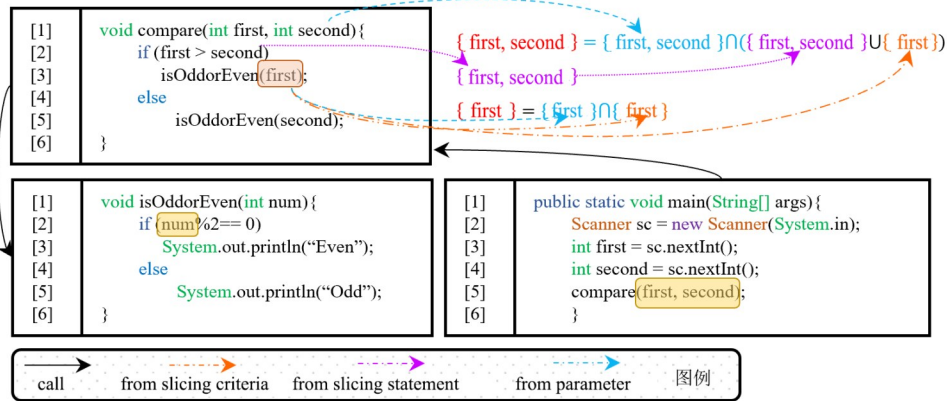 [1] void compare(int first, int second){
[2] if (first > second)
[3] isOddorEven(first);
[4] else
[5] isOddorEven(second);
[6] }
{ first, second } = { first, second }∩({ first, second }∪{ first})
{ first, second }
{ first } = { first }∩{ first}
[1] void isOddorEven(int num){
[2] if (num%2== 0)
[3] System.out.println(“Even”);
[4] else
[5] System.out.println(“Odd”);
[6] }
[1] public static void main(String[] args){
[2] Scanner sc = new Scanner(System.in);
[3] int first = sc.nextInt();
[4] int second = sc.nextInt();
[5] compare(first, second);
[6] }
call from slicing criteria from slicing statement from parameter 图例